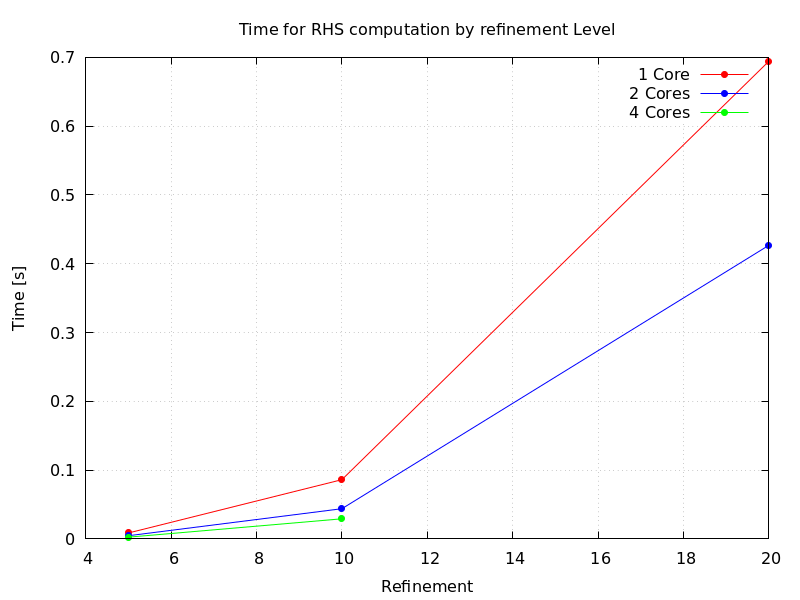 Time for RHS computation by refinement Level
0.7
0.6
0.5
0.4
0.3
0.2
0.1
0
Time [s]
1 Core
2 Cores
4 Cores
4 6 8 10 12 14 16 18 20
Refinement